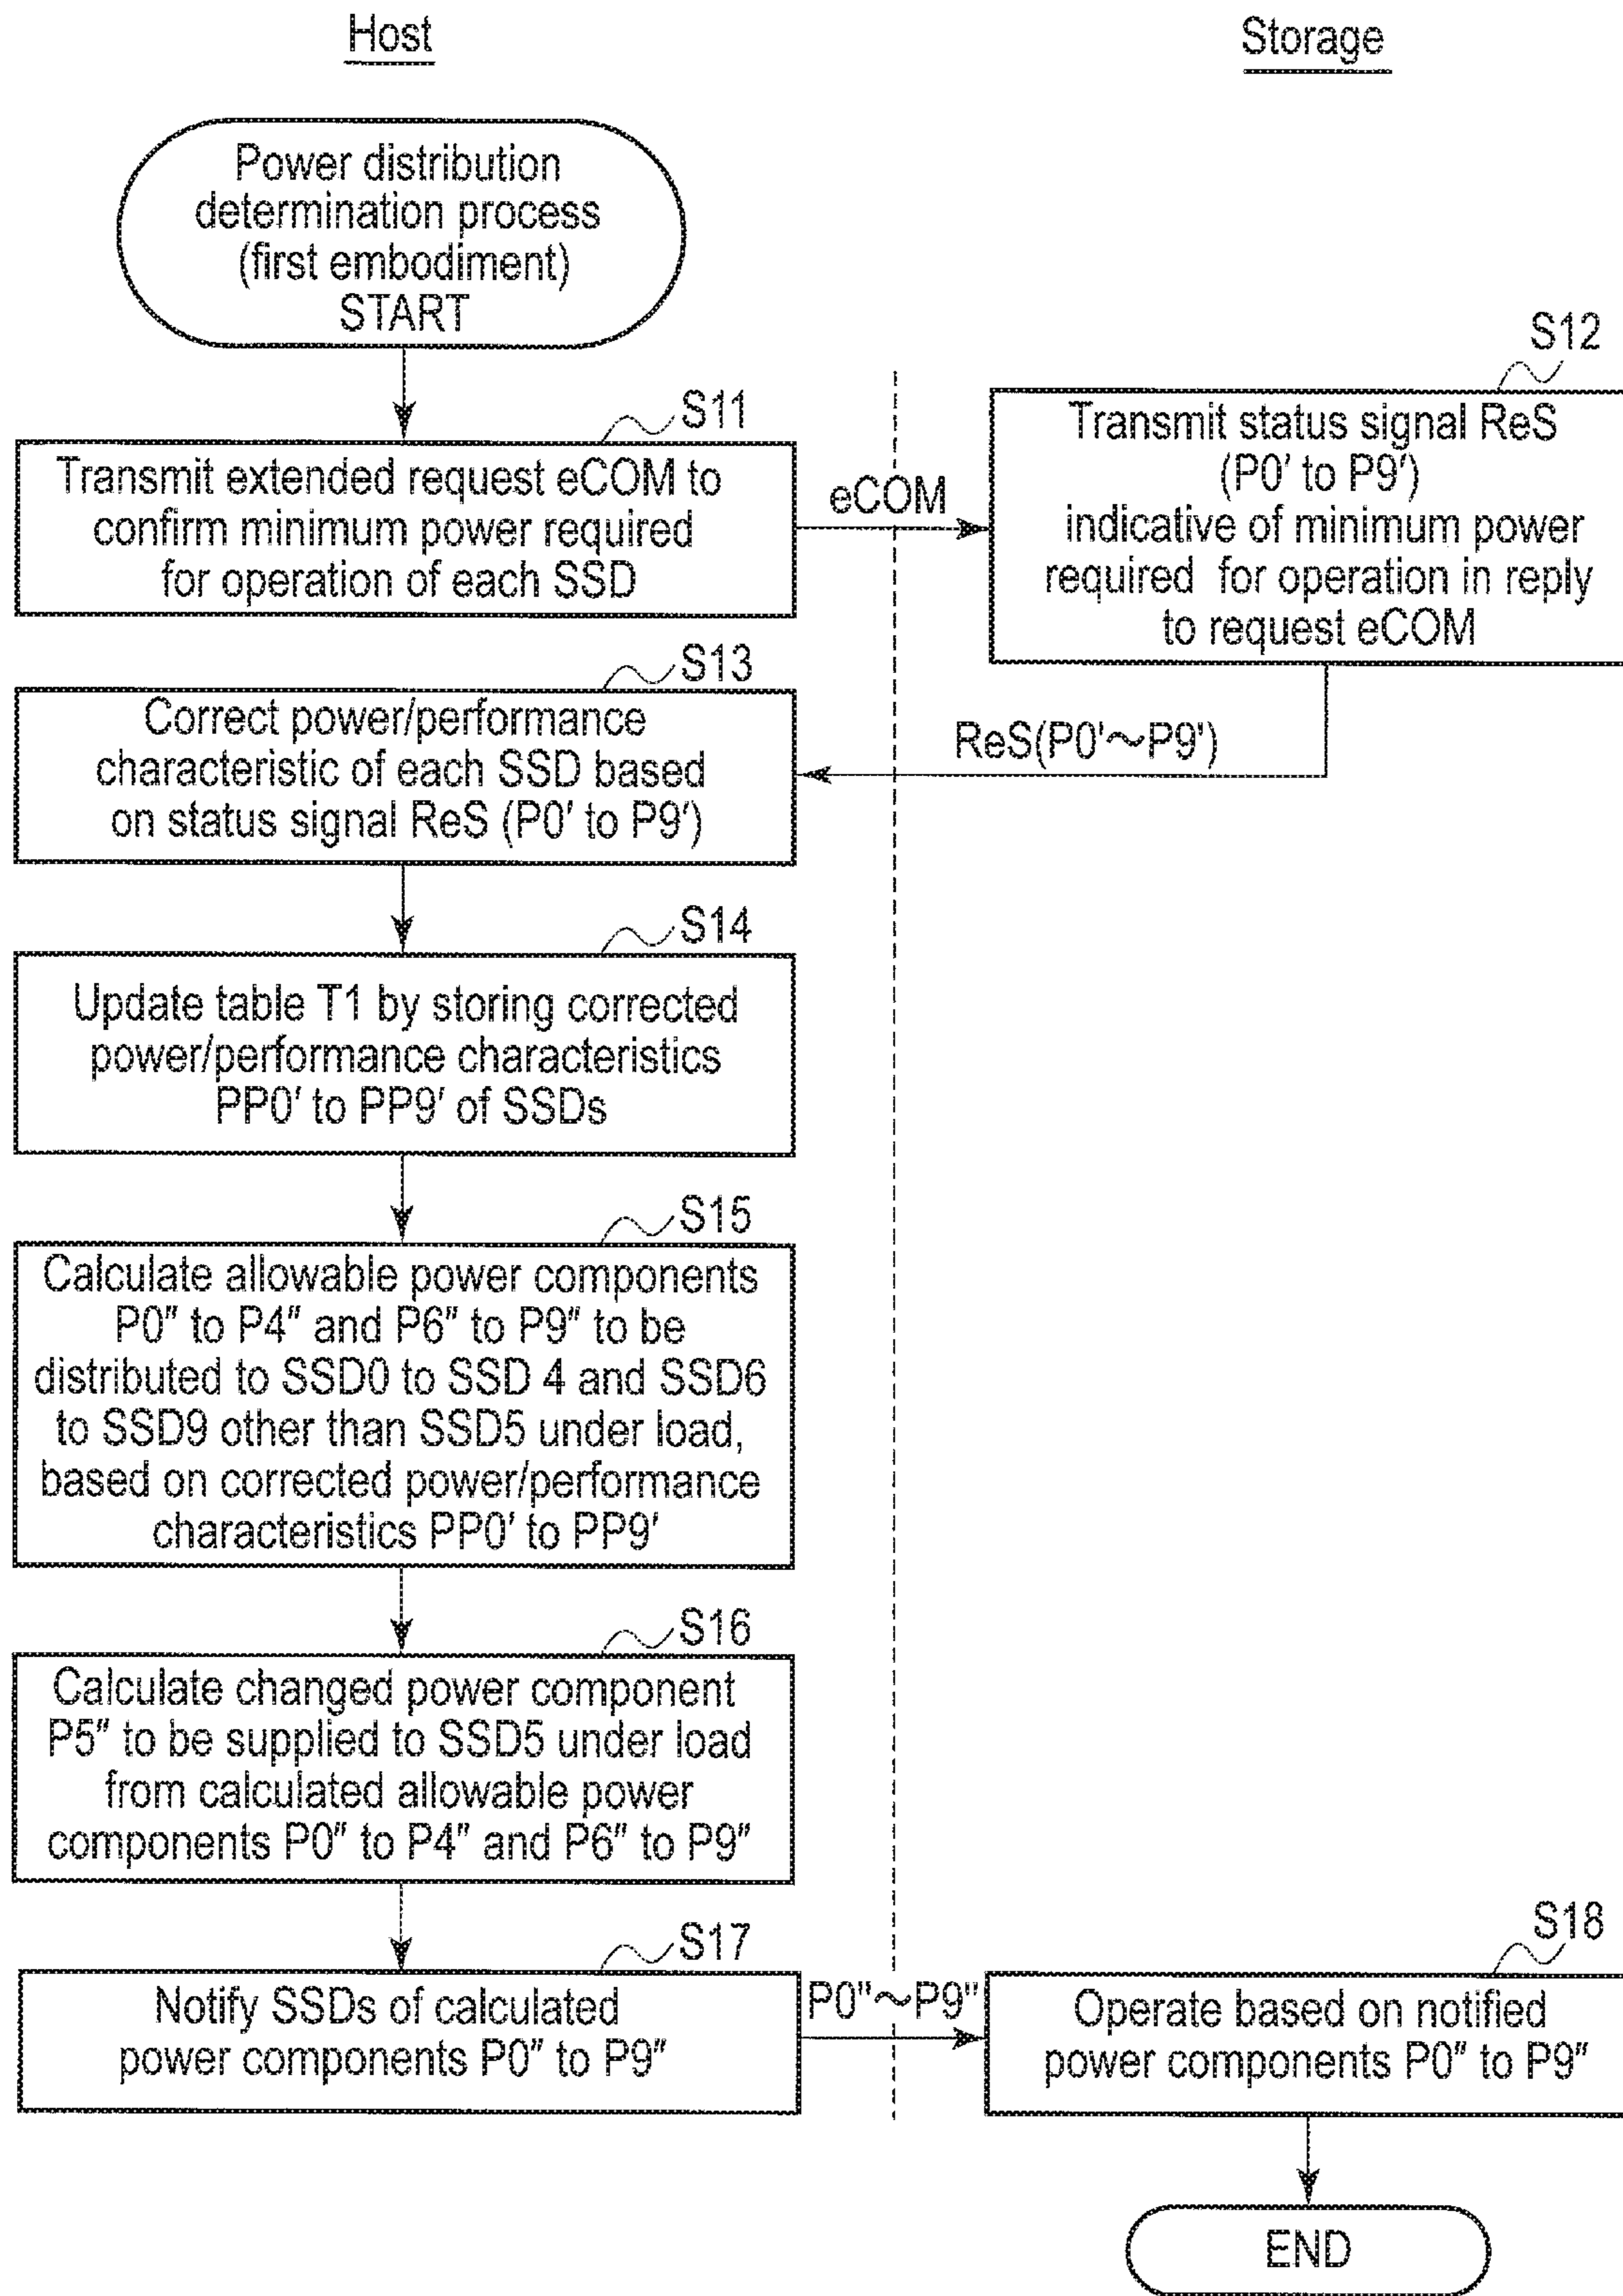 Host
Storage
Power distribution
determination process
(first embodiment)
START
S11
Transmit extended request eCOM to
confirm minimum power required
for operation of each SSD
eCOM
S12
Transmit status signal ReS
(P0′ to P9′)
indicative of minimum power
required for operation in reply
to request eCOM
ReS(P0'～P9')
S13
Correct power/performance
characteristic of each SSD based
on status signal ReS (P0′ to P9′)
S14
Update table T1 by storing corrected
power/performance characteristics
PP0′ to PP9′ of SSDs
S15
Calculate allowable power components
P0″ to P4″ and P6″ to P9″ to be
distributed to SSD0 to SSD 4 and SSD6
to SSD9 other than SSD5 under load,
based on corrected power/performance
characteristics PP0′ to PP9′
S16
Calculate changed power component
P5″ to be supplied to SSD5 under load
from calculated allowable power
components P0″ to P4″ and P6″ to P9″
S17
Notify SSDs of calculated
power components P0″ to P9″
P0"～P9"
S18
Operate based on notified
power components P0″ to P9″
END